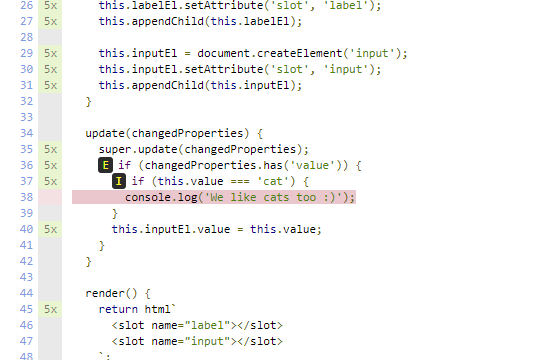 26 5x this.labelEl.setAttribute('slot', 'label');
27 5x this.appendChild(this.labelEl);
28
29 5x this.inputEl = document.createElement('input');
30 5x this.inputEl.setAttribute('slot', 'input');
31 5x this.appendChild(this.inputEl);
32 }
33
34 update(changedProperties) {
35 5x super.update(changedProperties);
36 5x E if (changedProperties.has('value')) {
37 5x I if (this.value === 'cat') {
38 console.log('We like cats too :)');
39 }
40 5x this.inputEl.value = this.value;
41 }
42 }
43
44 render() {
45 5x return html`
46 <slot name="label"></slot>
47 <slot name="input"></slot>
48 `;